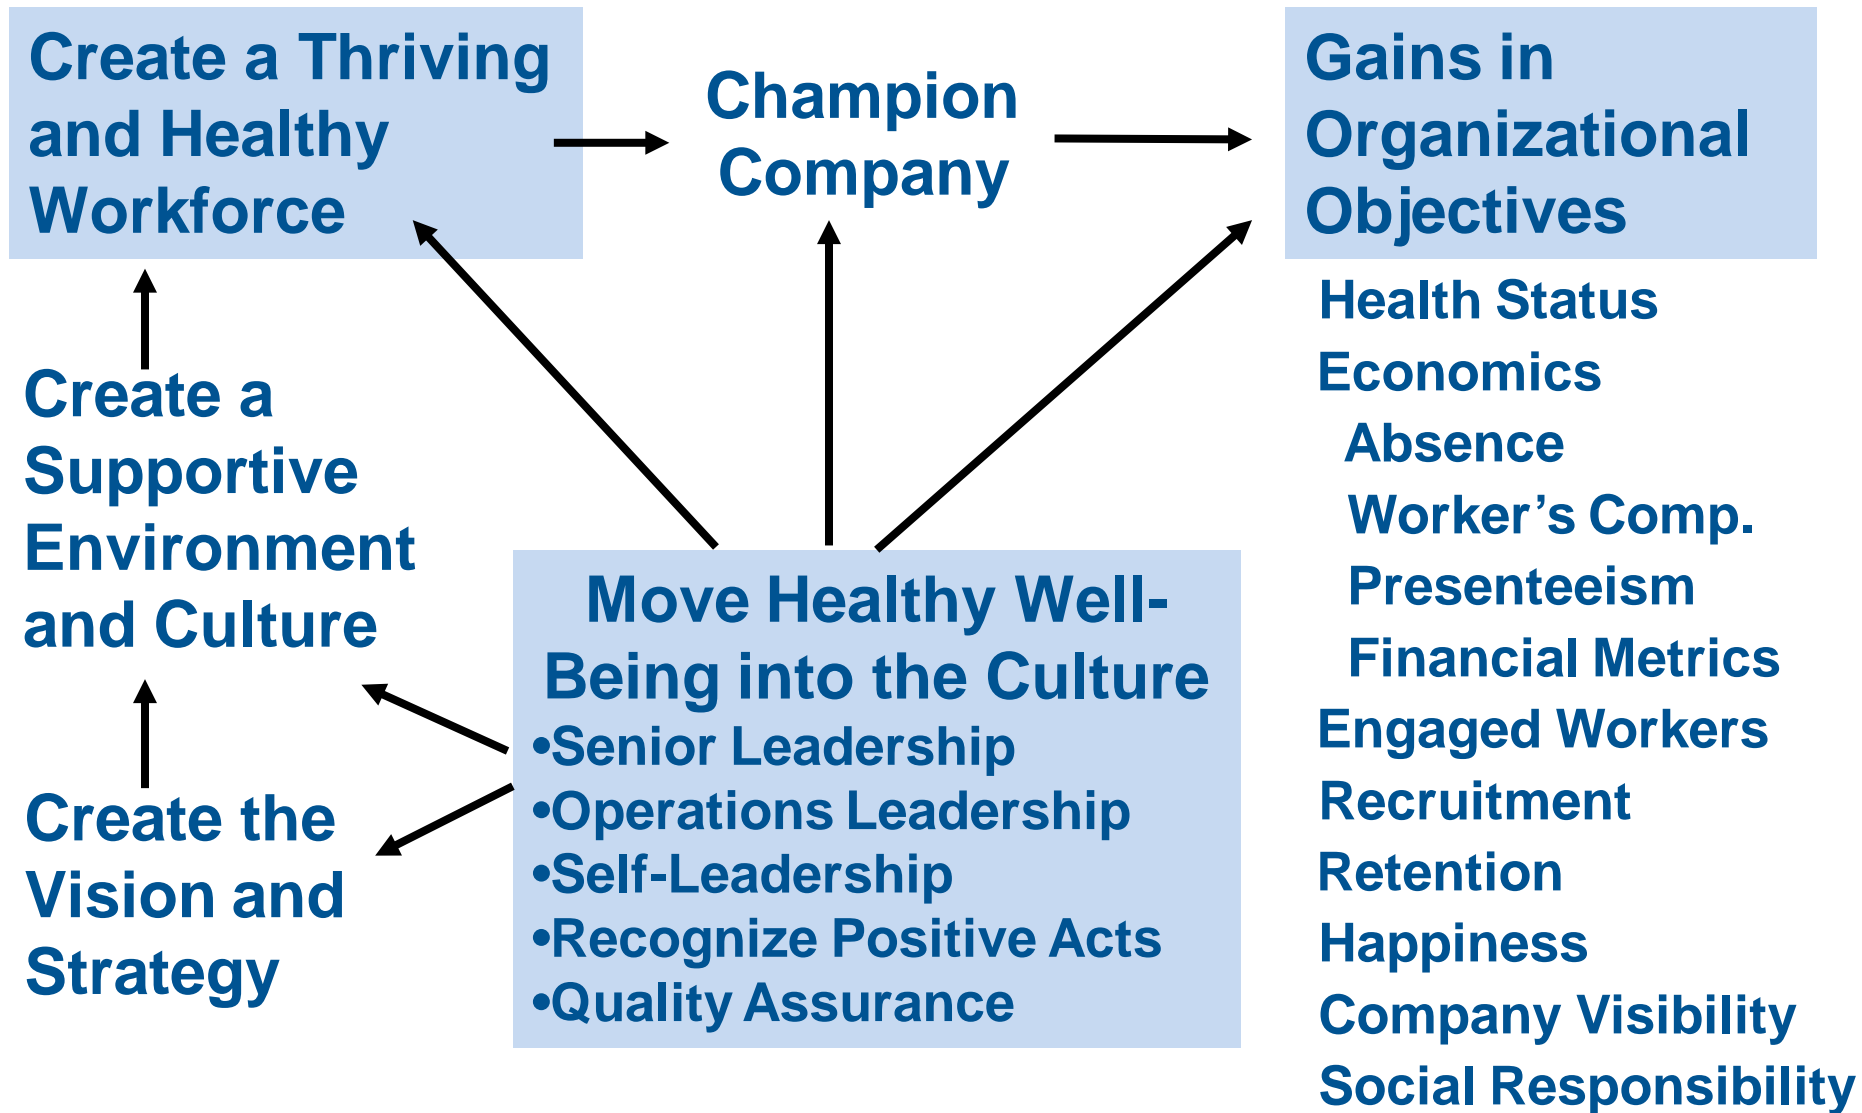 Create a Thriving
and Healthy
Workforce
Champion
Company
Gains in
Organizational
Objectives
Health Status
Economics
Absence
Worker’s Comp.
Presenteeism
Financial Metrics
Engaged Workers
Recruitment
Retention
Happiness
Company Visibility
Social Responsibility
Create a
Supportive
Environment
and Culture
Create the
Vision and
Strategy
Move Healthy Well-
Being into the Culture
•Senior Leadership
•Operations Leadership
•Self-Leadership
•Recognize Positive Acts
•Quality Assurance